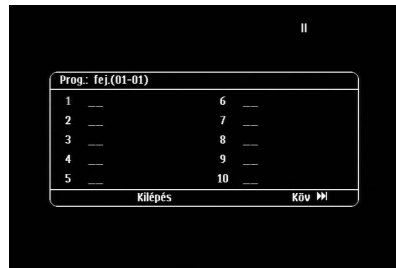 II
Prog.: fej.(01-01)
1 __ 6 __
2 __ 7 __
3 __ 8 __
4 __ 9 __
5 __ 10 __
Kilépés Köv ⏭